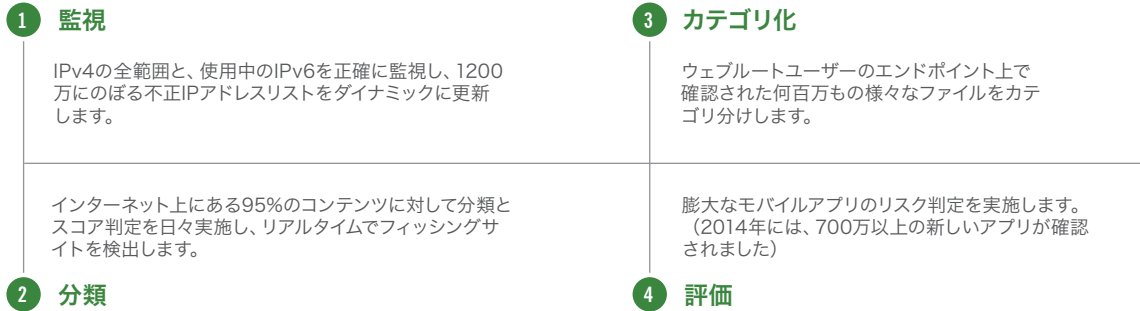 1 監視
IPv4の全範囲と、使用中のIPv6を正確に監視し、1200
万にのぼる不正IPアドレスリストをダイナミックに更新
します。
インターネット上にある95%のコンテンツに対して分類と
スコア判定を日々実施し、リアルタイムでフィッシングサ
イトを検出します。
2 分類
3 カテゴリ化
ウェブルートユーザーのエンドポイント上で
確認された何百万もの様々なファイルをカテ
ゴリ分けします。
膨大なモバイルアプリのリスク判定を実施します。
（2014年には、700万以上の新しいアプリが確認
されました）
4 評価